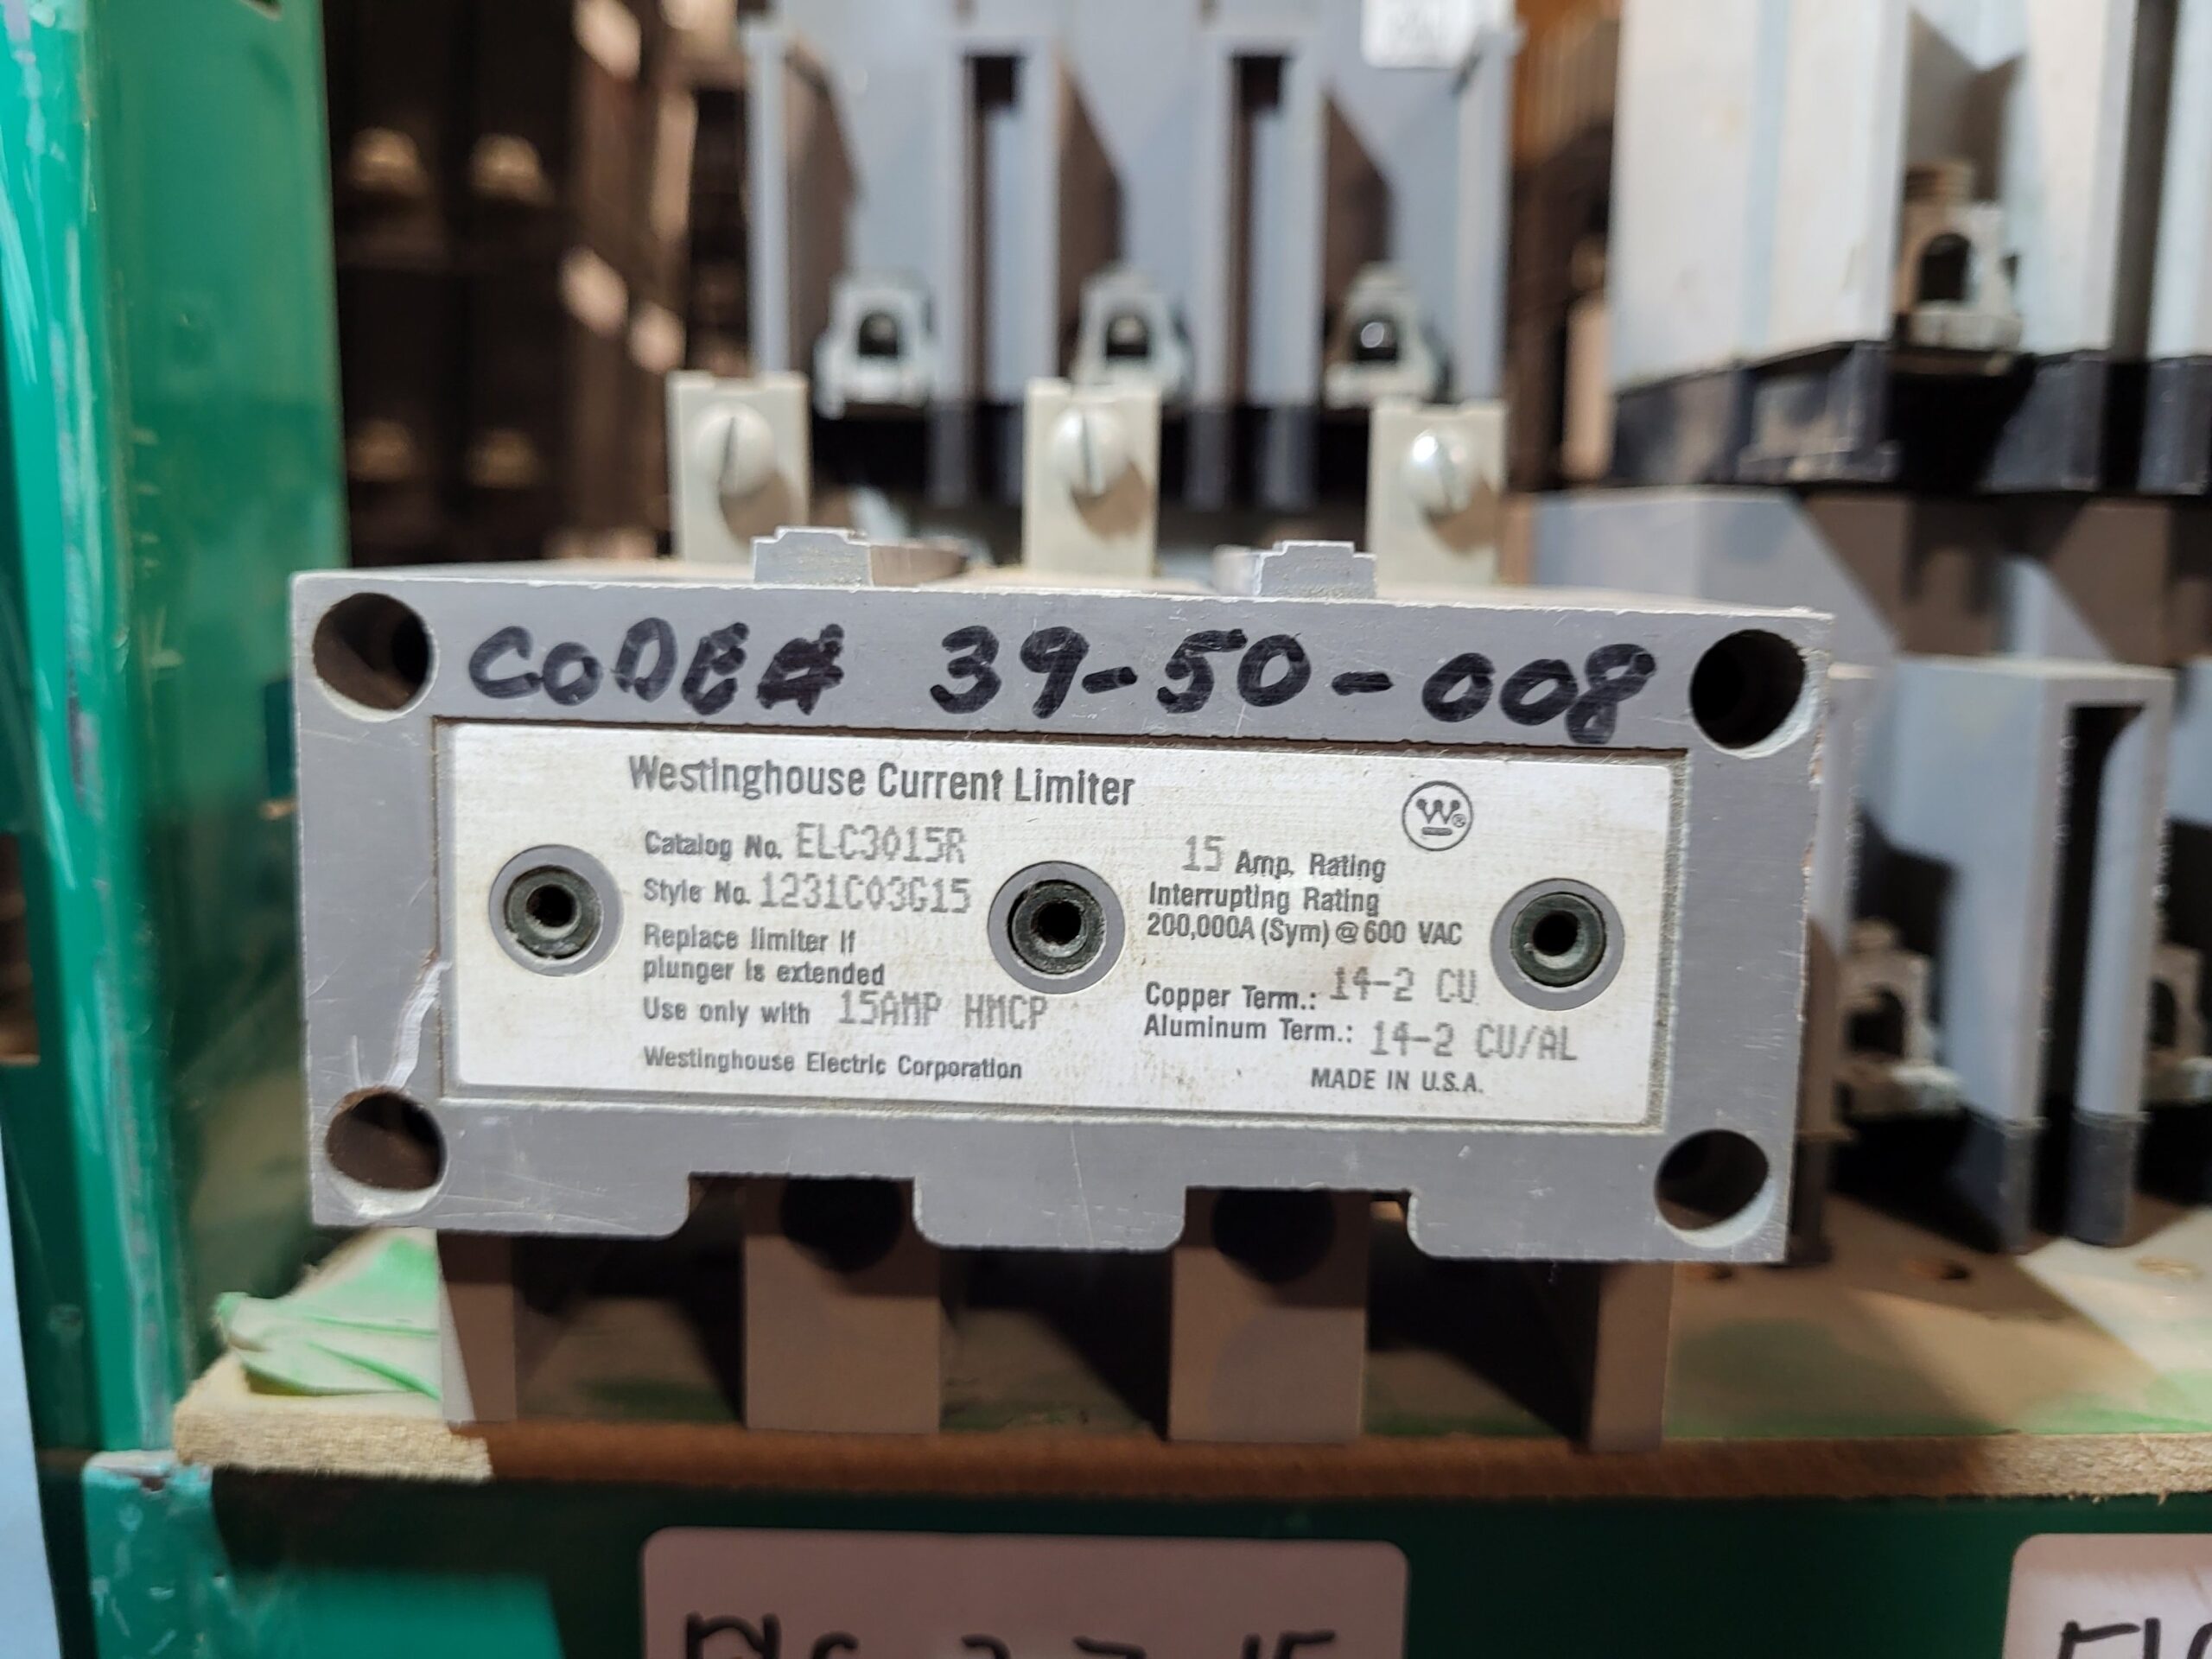 CODE# 39-50-008
Westinghouse Current Limiter
W
Catalog No. ELC3015R
Style No. 1231C03G15
Replace limiter if
plunger is extended
Use only with 15AMP HMCP
Westinghouse Electric Corporation
15 Amp. Rating
Interrupting Rating
200,000A (Sym) @ 600 VAC
Copper Term.: 14-2 CU
Aluminum Term.: 14-2 CU/AL
MADE IN U.S.A.